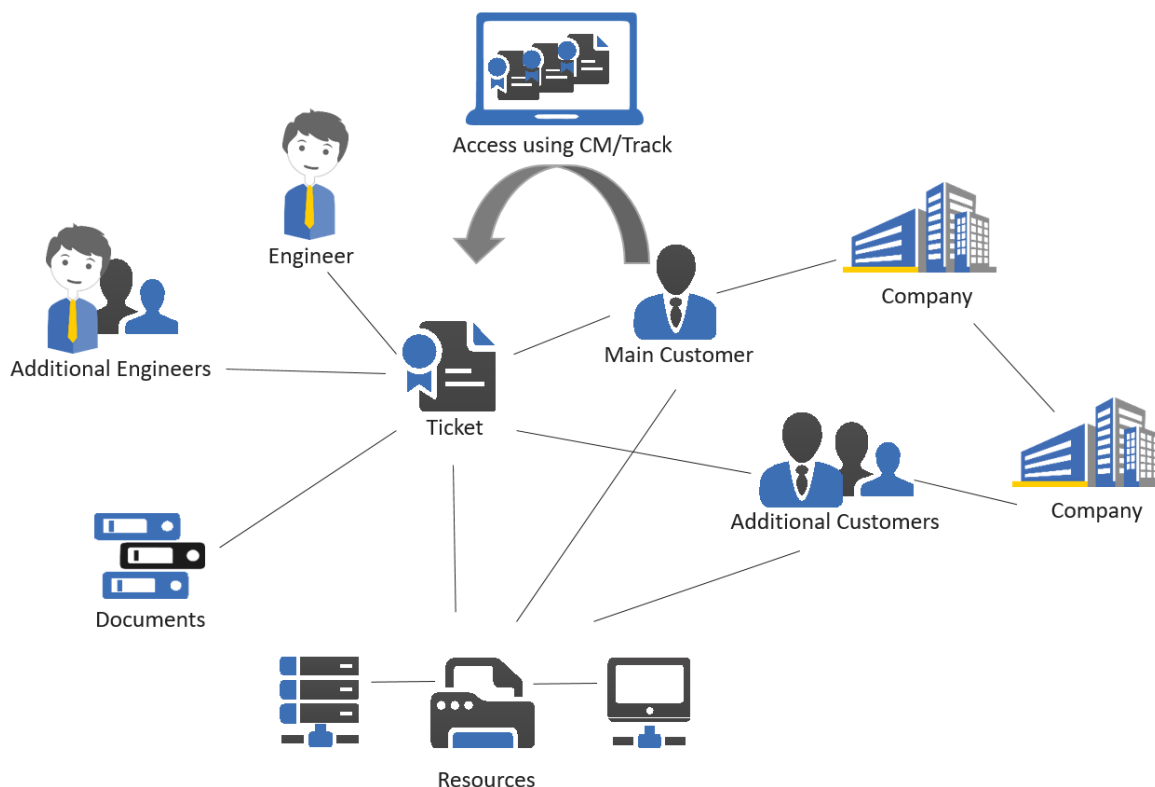 Access using CM/Track
Engineer
Company
Main Customer
Additional Engineers
Ticket
Company
Additional Customers
Documents
Resources